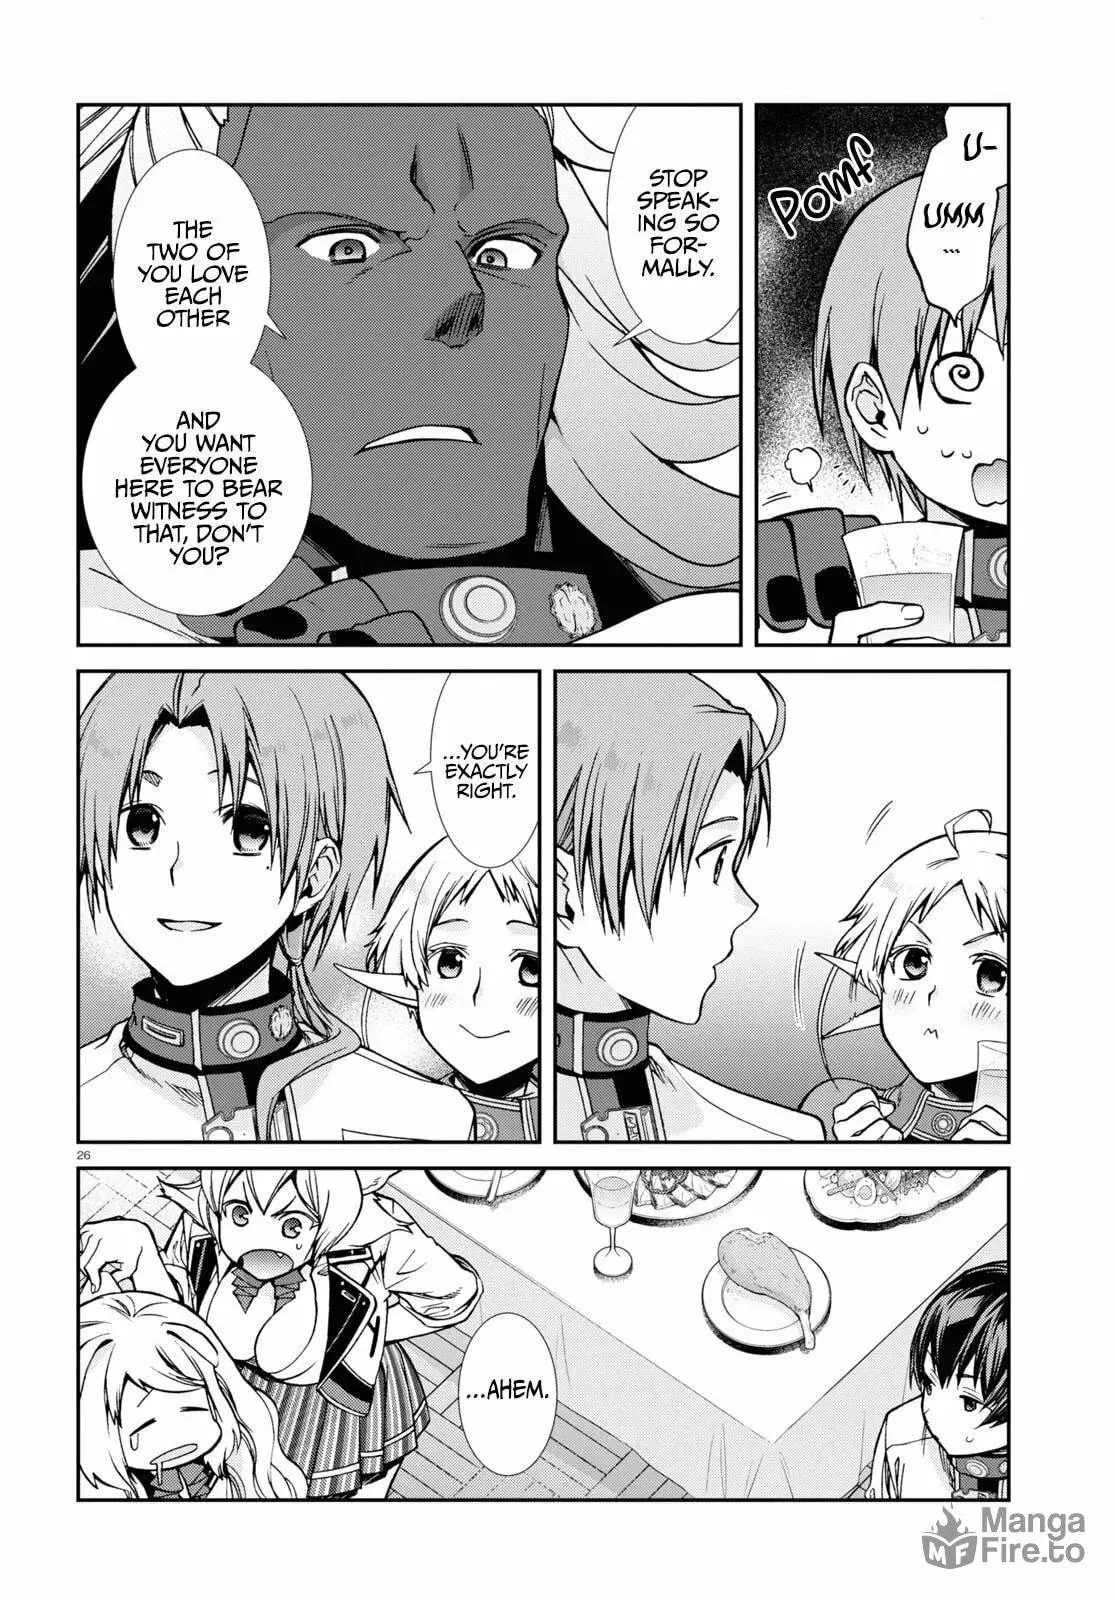 U-
UMM
...
POMF
STOP
SPEAK-
ING SO
FOR-
MALLY.
THE
TWO OF
YOU LOVE
EACH
OTHER
AND
YOU WANT
EVERYONE
HERE TO BEAR
WITNESS TO
THAT, DON'T
YOU?
...YOU'RE
EXACTLY
RIGHT.
26
...AHEM.
Manga
Fire.to
MF